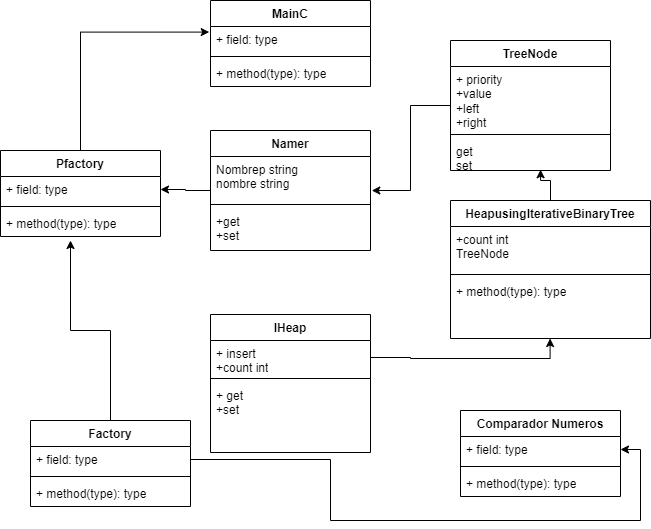 MainC
+ field: type
+ method(type): type
TreeNode
+ priority
+value
+left
+right
get
set
Namer
Nombrep string
nombre string
+get
+set
Pfactory
+ field: type
+ method(type): type
HeapusingIterativeBinaryTree
+count int
TreeNode
+ method(type): type
IHeap
+ insert
+count int
+ get
+set
Factory
+ field: type
+ method(type): type
Comparador Numeros
+ field: type
+ method(type): type